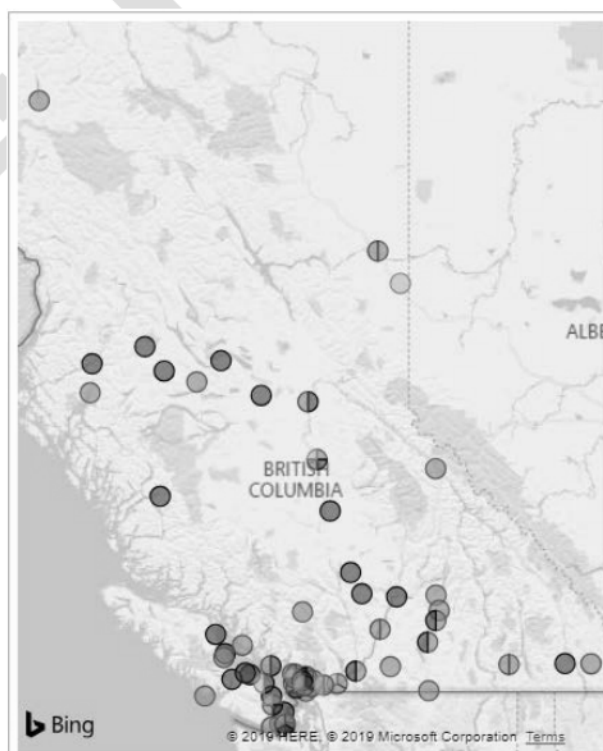 ALBE
BRITISH
COLUMBIA
Bing
© 2019 HERE, © 2019 Microsoft Corporation Terms